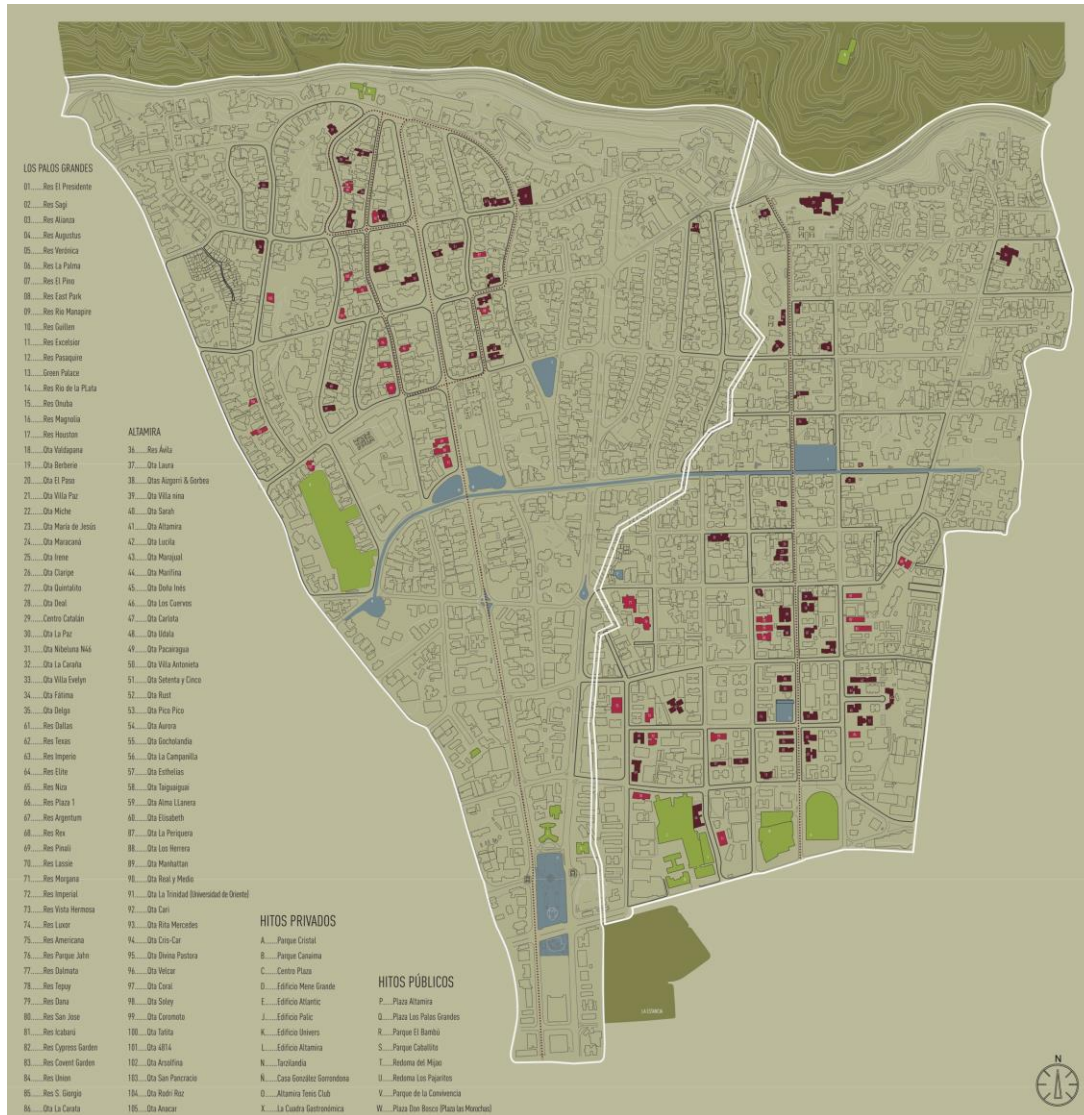 LOS PALOS GRANDES
01......Res El Presidente
02......Res Sagi
03......Res Alianza
04......Res Augustus
05......Res Verónica
06......Res La Palma
07......Res El Pino
08......Res East Park
09......Res Río Manapire
10......Res Guillen
11......Res Excelsior
12......Res Pasaquire
13......Green Palace
14......Res Río de la PLata
15......Res Onuba
16......Res Magnolia
17......Res Houston
18......Qta Valdapana
19......Qta Berberie
20......Qta El Paso
21......Qta Villa Paz
22......Qta Miche
23......Qta María de Jesús
24......Qta Maracaná
25......Qta Irene
26......Qta Claripe
27......Qta Quintalito
28......Qta Deal
29......Centro Catalán
30......Qta La Paz
31......Qta Nibeluna N46
32......Qta La Caraña
33......Qta Villa Evelyn
34......Qta Fátima
35......Qta Delgo
61......Res Dallas
62......Res Texas
63......Res Imperio
64......Res Elite
65......Res Niza
66......Res Plaza 1
67......Res Argentum
68......Res Rex
69......Res Pinali
70......Res Lassie
71......Res Morgana
72......Res Imperial
73......Res Vista Hermosa
74......Res Luxor
75......Res Americana
76......Res Parque Jahn
77......Res Dalmata
78......Res Tepuy
79......Res Dana
80......Res San Jose
81......Res Icabarú
82......Res Cypress Garden
83......Res Covent Garden
84......Res Union
85......Res S. Giorgio
86......Qta La Carata
ALTAMIRA
36......Res Ávila
37......Qta Laura
38......Qtas Aizgorri & Gorbea
39......Qta Villa nina
40......Qta Sarah
41......Qta Altamira
42......Qta Lucila
43......Qta Marajual
44......Qta Marilina
45......Qta Doña Inés
46......Qta Los Cuervos
47......Qta Carlota
48......Qta Udala
49......Qta Pacairagua
50......Qta Villa Antonieta
51......Qta Setenta y Cinco
52......Qta Rust
53......Qta Pico Pico
54......Qta Aurora
55......Qta Gocholandia
56......Qta La Campanilla
57......Qta Esthelias
58......Qta Taiguaiguai
59......Qta Alma LLanera
60......Qta Elisabeth
87......Qta La Periquera
88......Qta Los Herrera
89......Qta Manhattan
90......Qta Real y Medio
91......Qta La Trinidad (Universidad de Oriente)
92......Qta Cari
93......Qta Rita Mercedes
94......Qta Cris-Car
95......Qta Divina Pastora
96......Qta Velcar
97......Qta Coral
98......Qta Soley
99......Qta Coromoto
100.....Qta Talita
101.....Qta 4814
102.....Qta Arsolfina
103.....Qta San Pancracio
104.....Qta Rodri Roz
105.....Qta Anacar
HITOS PRIVADOS
A......Parque Cristal
B......Parque Canaima
C......Centro Plaza
D......Edificio Mene Grande
E......Edificio Atlantic
J......Edificio Palic
K......Edificio Univers
L......Edificio Altamira
N......Tarzilandia
Ñ......Casa González Gorrondona
O......Altamira Tenis Club
X......La Cuadra Gastronómica
HITOS PÚBLICOS
P......Plaza Altamira
Q......Plaza Los Palos Grandes
R......Parque El Bambú
S......Parque Caballito
T......Redoma del Mijao
U......Redoma Los Pajaritos
V......Parque de la Convivencia
W......Plaza Don Bosco (Plaza las Morochas)
LA ESTANCIA
N